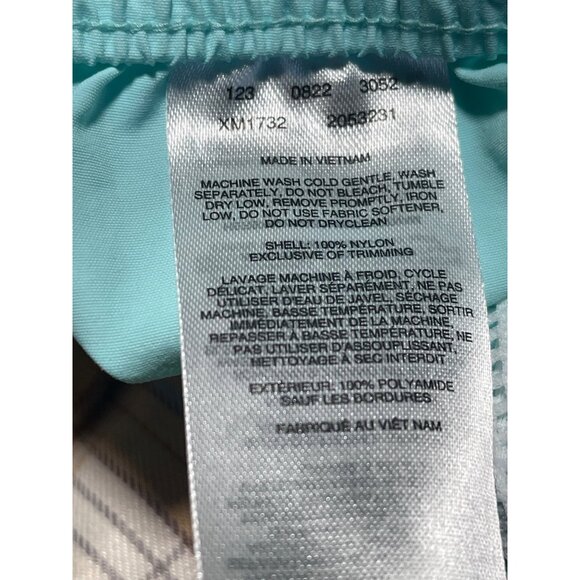 123 0822 3052
XM1732 2053231
MADE IN VIETNAM
MACHINE WASH COLD GENTLE, WASH
SEPARATELY, DO NOT BLEACH, TUMBLE
DRY LOW, REMOVE PROMPTLY, IRON
LOW, DO NOT USE FABRIC SOFTENER,
DO NOT DRYCLEAN
SHELL: 100% NYLON
EXCLUSIVE OF TRIMMING
LAVAGE MACHINE À FROID, CYCLE
DÉLICAT, LAVER SÉPARÉMENT, NE PAS
UTILISER D'EAU DE JAVEL, SÉCHAGE
MACHINE, BASSE TEMPÉRATURE, SORTIR
IMMÉDIATEMENT DE LA MACHINE,
REPASSER À BASSE TEMPÉRATURE, NE
PAS UTILISER D'ASSOUPLISSANT,
NETTOYAGE À SEC INTERDIT
EXTÉRIEUR: 100% POLYAMIDE
SAUF LES BORDURES
FABRIQUÉ AU VIÊT NAM